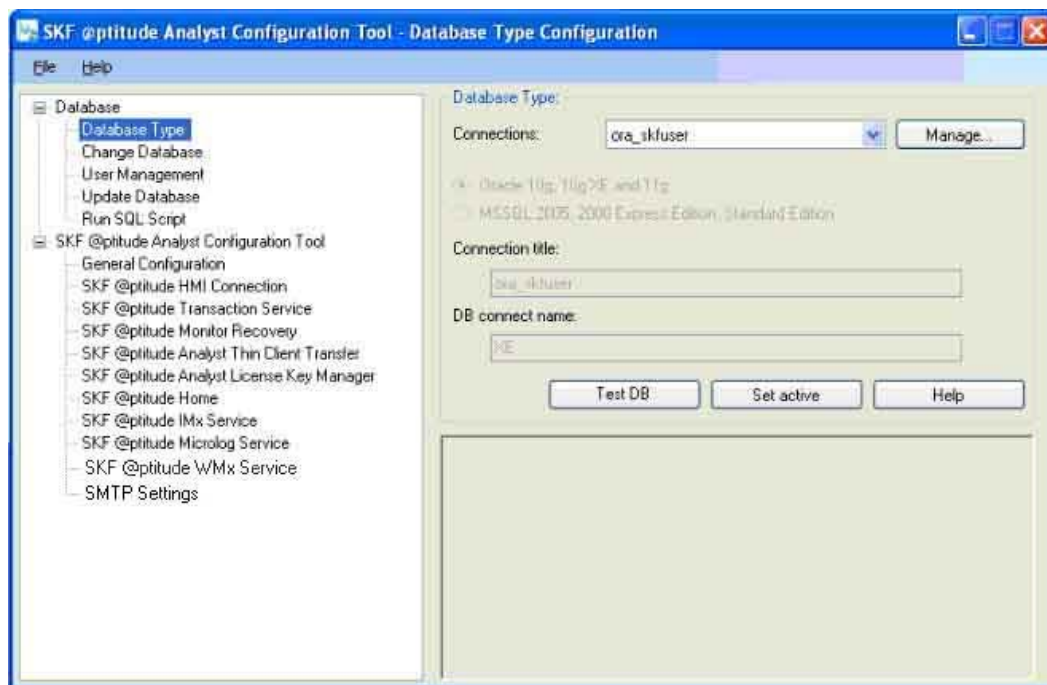 SKF @ptitude Analyst Configuration Tool - Database Type Configuration
File Help
Database
Database Type
Change Database
User Management
Update Database
Run SQL Script
SKF @ptitude Analyst Configuration Tool
General Configuration
SKF @ptitude HMI Connection
SKF @ptitude Transaction Service
SKF @ptitude Monitor Recovery
SKF @ptitude Analyst Thin Client Transfer
SKF @ptitude Analyst License Key Manager
SKF @ptitude Home
SKF @ptitude IMx Service
SKF @ptitude Microlog Service
SKF @ptitude WMx Service
SMTP Settings
Database Type:
Connections: ora_skfuser Manage...
Oracle 10g, 10g XE and 11g
MSSQL 2005, 2000 Express Edition, Standard Edition
Connection title:
ora_skfuser
DB connect name:
XE
Test DB Set active Help